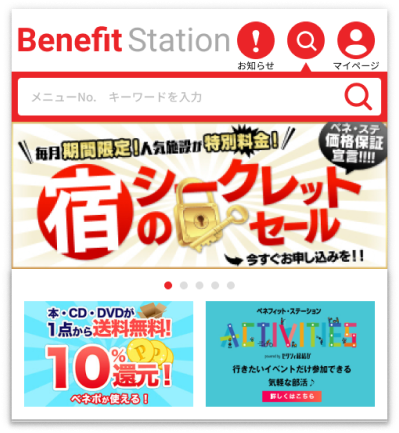 Benefit Station
お知らせ
マイページ
メニューNo. キーワードを入力
毎月期間限定!人気施設が特別料金!
ベネ・ステ
価格保証
宣言!!!!
宿のシークレットセール
今すぐお申し込みを!!
本・CD・DVDが
1点から送料無料!
10%還元!
ベネポが使える!
ベネフィット・ステーション
ACTIVITIES
行きたいイベントだけ参加できる
気軽な部活♪
詳しくはこちら